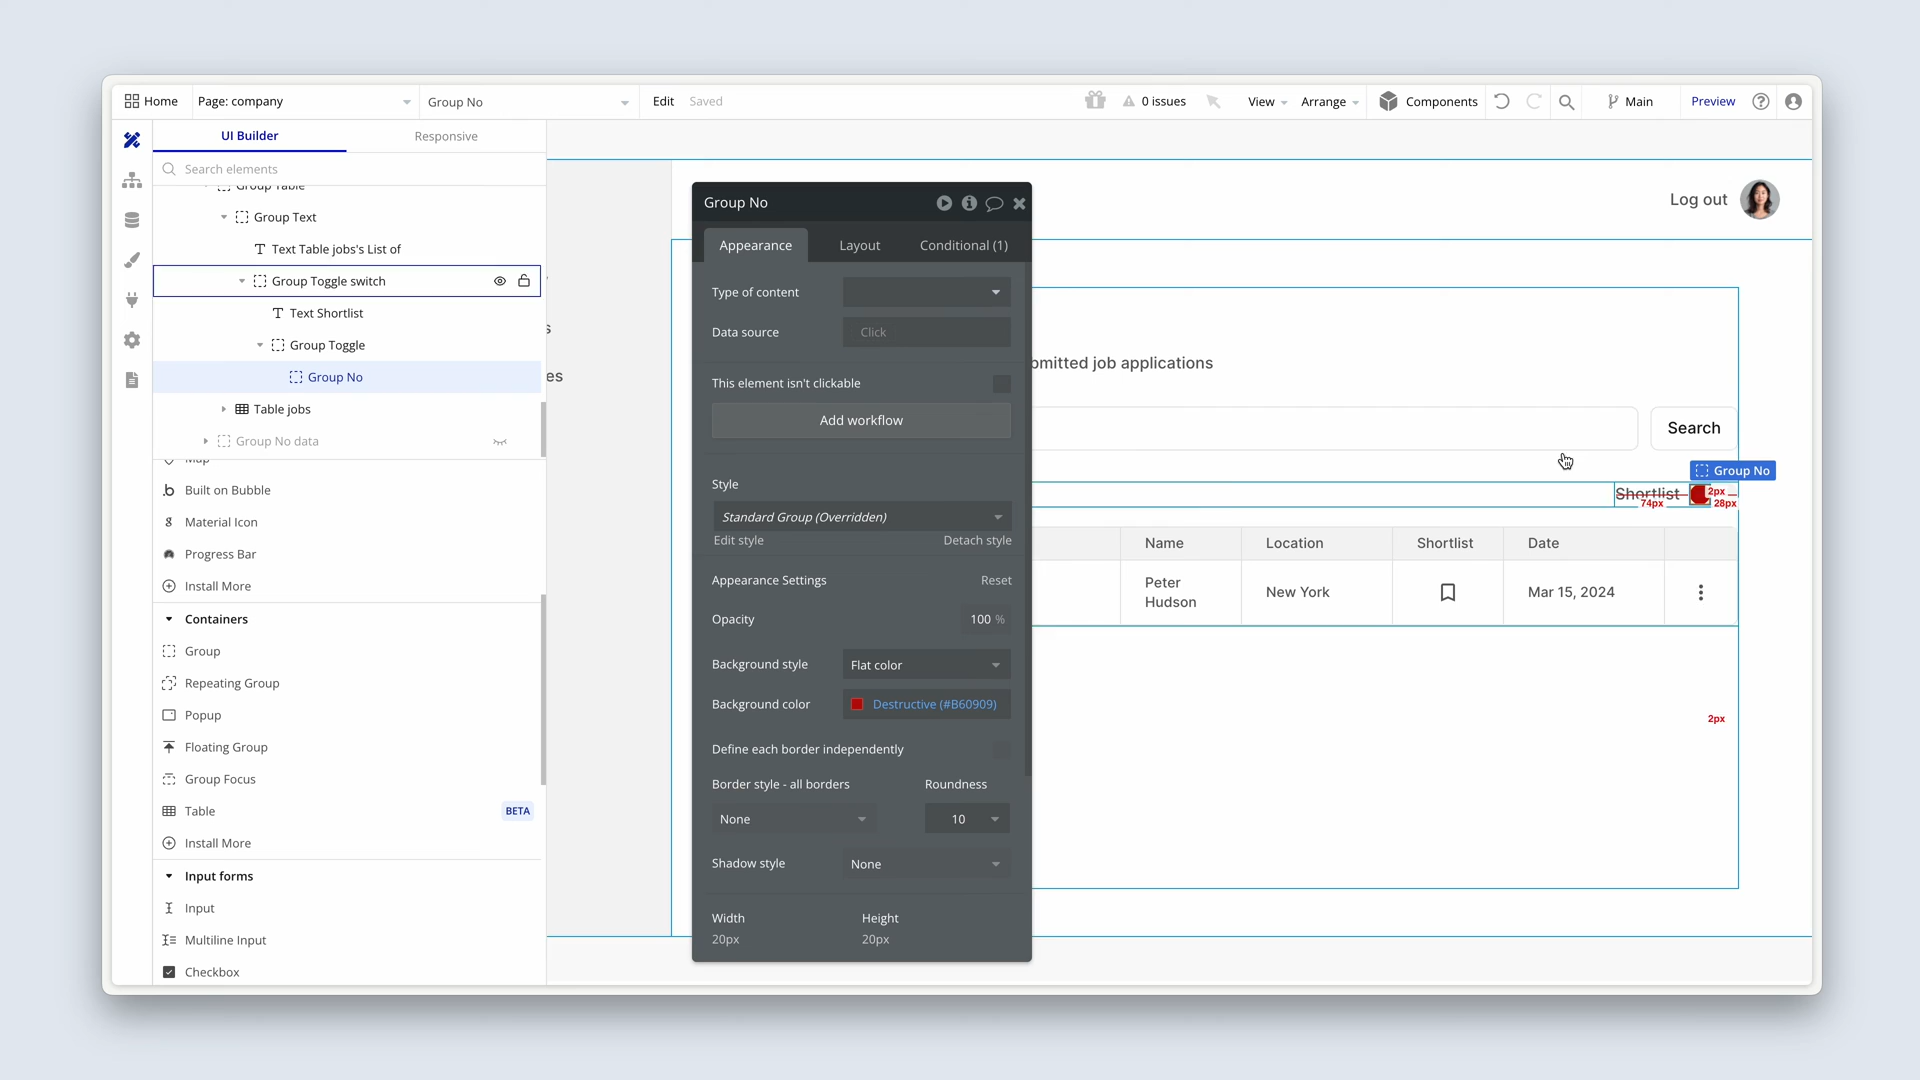 Home
Page: company
Group No
Edit
Saved
0 issues
View
Arrange
Components
Main
Preview
UI Builder
Responsive
Search elements
Group Table
Group Text
Text Table jobs's List of
Group Toggle switch
Text Shortlist
Group Toggle
Group No
Table jobs
Group No data
Map
Built on Bubble
Material Icon
Progress Bar
Install More
Containers
Group
Repeating Group
Popup
Floating Group
Group Focus
Table
BETA
Install More
Input forms
Input
Multiline Input
Checkbox
s
es
Group No
Appearance
Layout
Conditional (1)
Type of content
Data source
Click
This element isn't clickable
Add workflow
Style
Standard Group (Overridden)
Edit style
Detach style
Appearance Settings
Reset
Opacity
100 %
Background style
Flat color
Background color
Destructive (#B60909)
Define each border independently
Border style - all borders
Roundness
None
10
Shadow style
None
Width
Height
20px
20px
Log out
bmitted job applications
Search
Group No
Shortlist
2px
74px
28px
Name
Location
Shortlist
Date
Peter
Hudson
New York
Mar 15, 2024
2px